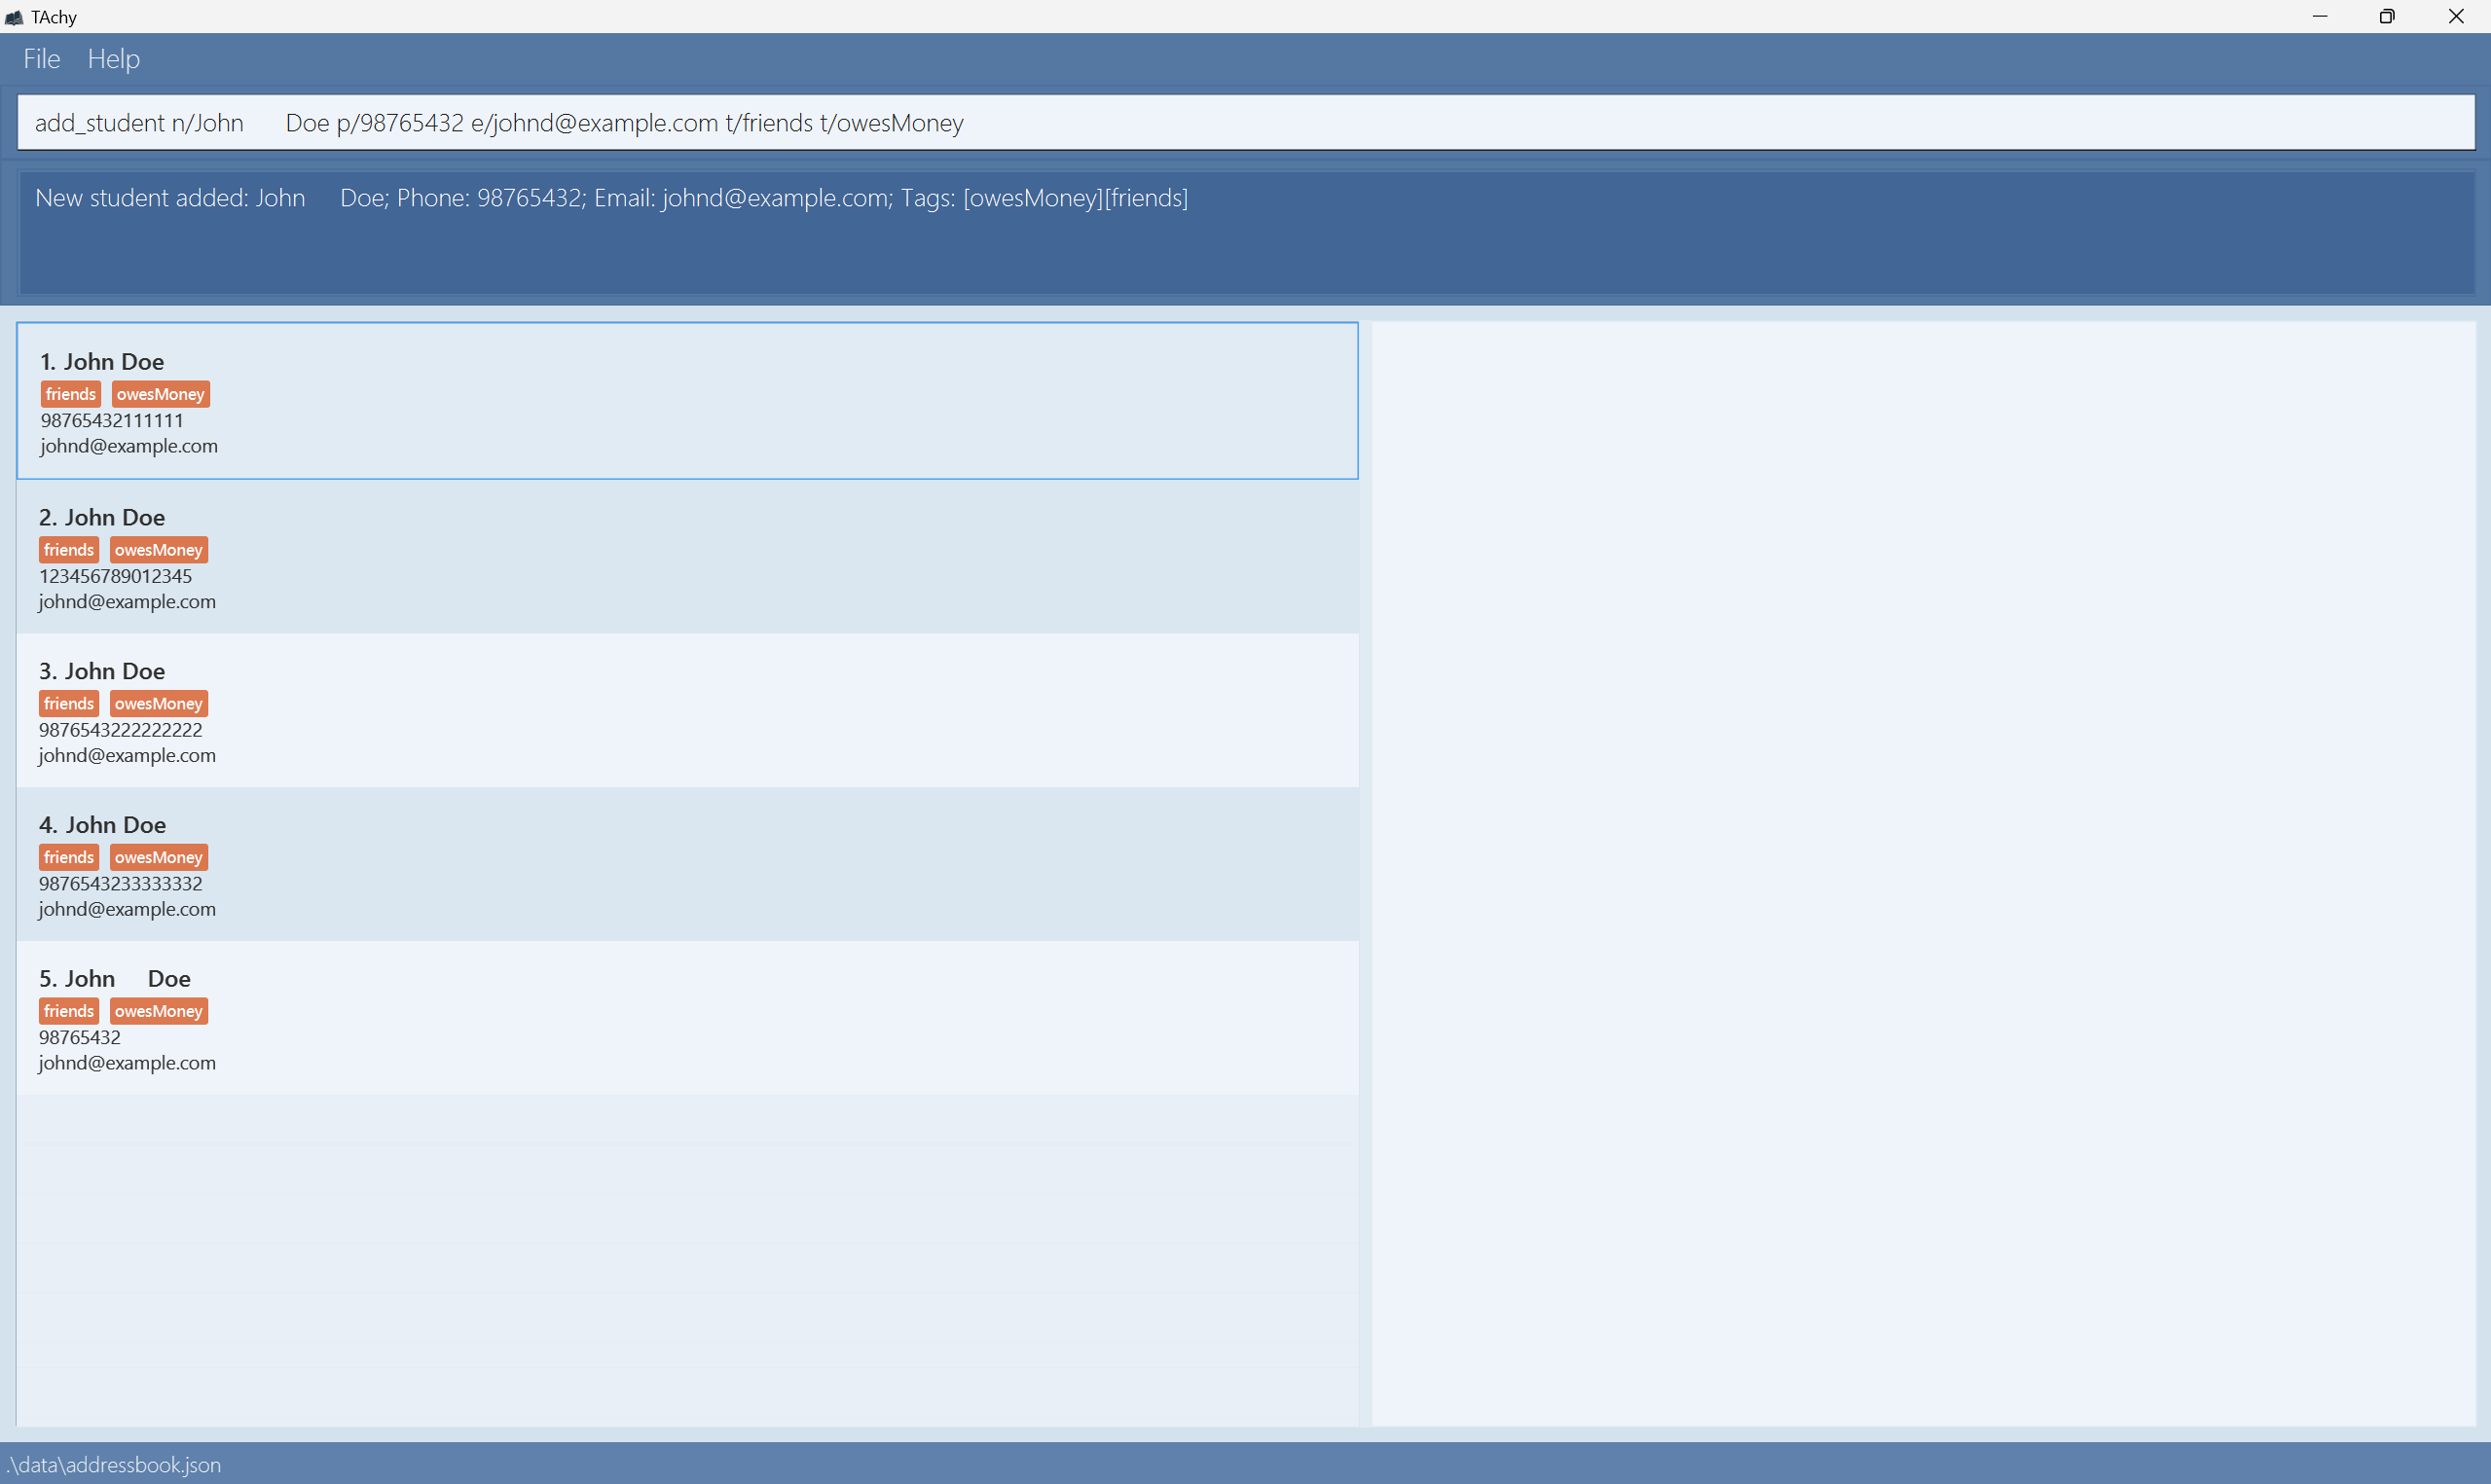 TAchy
File Help
add_student n/John      Doe p/98765432 e/johnd@example.com t/friends t/owesMoney
New student added: John      Doe; Phone: 98765432; Email: johnd@example.com; Tags: [owesMoney][friends]
1. John Doe
friends owesMoney
98765432111111
johnd@example.com
2. John Doe
friends owesMoney
123456789012345
johnd@example.com
3. John Doe
friends owesMoney
9876543222222222
johnd@example.com
4. John Doe
friends owesMoney
9876543233333332
johnd@example.com
5. John      Doe
friends owesMoney
98765432
johnd@example.com
.\data\addressbook.json